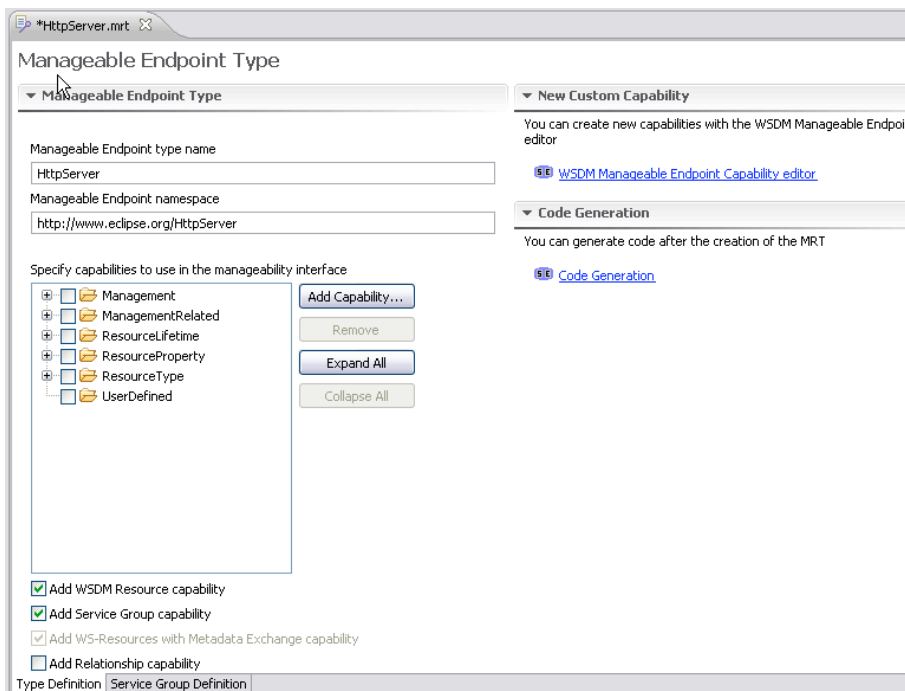 *HttpServer.mrt
Manageable Endpoint Type
Manageable Endpoint Type
Manageable Endpoint type name
HttpServer
Manageable Endpoint namespace
http://www.eclipse.org/HttpServer
Specify capabilities to use in the manageability interface
Management
ManagementRelated
ResourceLifetime
ResourceProperty
ResourceType
UserDefined
Add Capability...
Remove
Expand All
Collapse All
Add WSDM Resource capability
Add Service Group capability
Add WS-Resources with Metadata Exchange capability
Add Relationship capability
Type Definition
Service Group Definition
New Custom Capability
You can create new capabilities with the WSDM Manageable Endpoi
editor
WSDM Manageable Endpoint Capability editor
Code Generation
You can generate code after the creation of the MRT
Code Generation